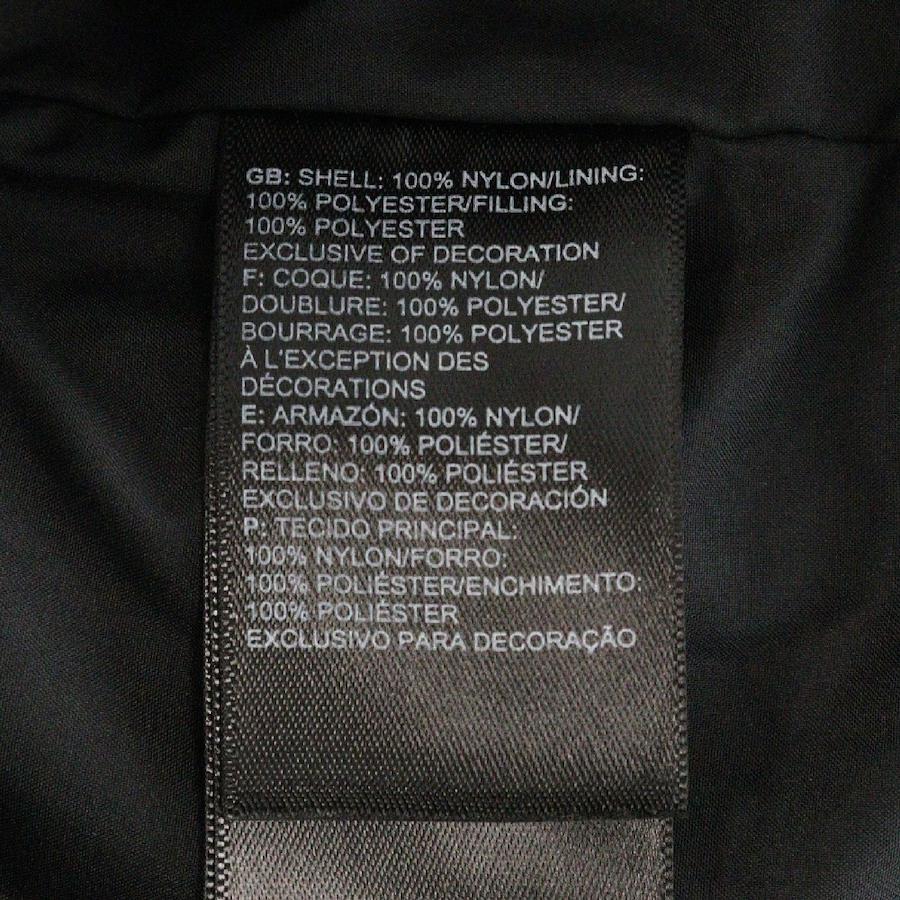 GB: SHELL: 100% NYLON/LINING:
100% POLYESTER/FILLING:
100% POLYESTER
EXCLUSIVE OF DECORATION
F: COQUE: 100% NYLON/
DOUBLURE: 100% POLYESTER/
BOURRAGE: 100% POLYESTER
À L'EXCEPTION DES
DÉCORATIONS
E: ARMAZÓN: 100% NYLON/
FORRO: 100% POLIÉSTER/
RELLENO: 100% POLIÉSTER
EXCLUSIVO DE DECORACIÓN
P: TECIDO PRINCIPAL:
100% NYLON/FORRO:
100% POLIÉSTER/ENCHIMENTO:
100% POLIÉSTER
EXCLUSIVO PARA DECORAÇÃO